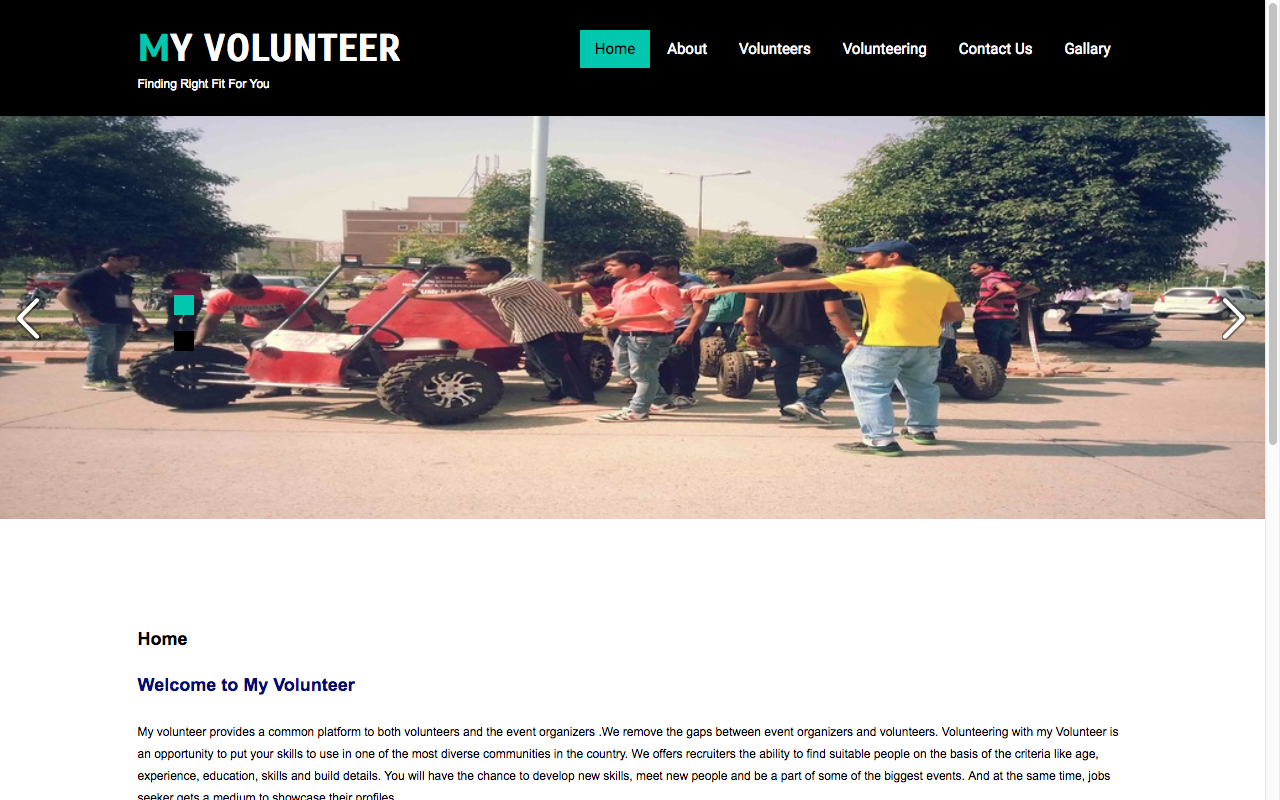 MY VOLUNTEER
Finding Right Fit For You
Home
About
Volunteers
Volunteering
Contact Us
Gallary
Home
Welcome to My Volunteer
My volunteer provides a common platform to both volunteers and the event organizers .We remove the gaps between event organizers and volunteers. Volunteering with my Volunteer is
an opportunity to put your skills to use in one of the most diverse communities in the country. We offers recruiters the ability to find suitable people on the basis of the criteria like age,
experience, education, skills and build details. You will have the chance to develop new skills, meet new people and be a part of some of the biggest events. And at the same time, jobs
seeker gets a medium to showcase their profiles.